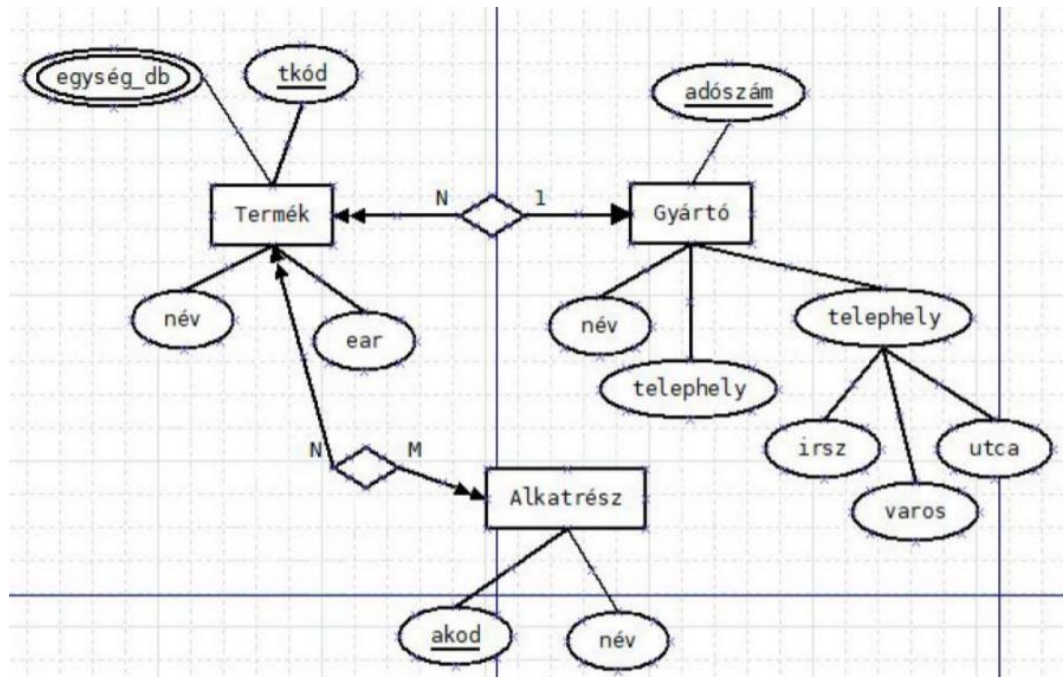 egység_db
tkód
adószám
Termék
N
1
Gyártó
név
ear
név
telephely
telephely
irsz
varos
utca
N
M
Alkatrész
akod
név